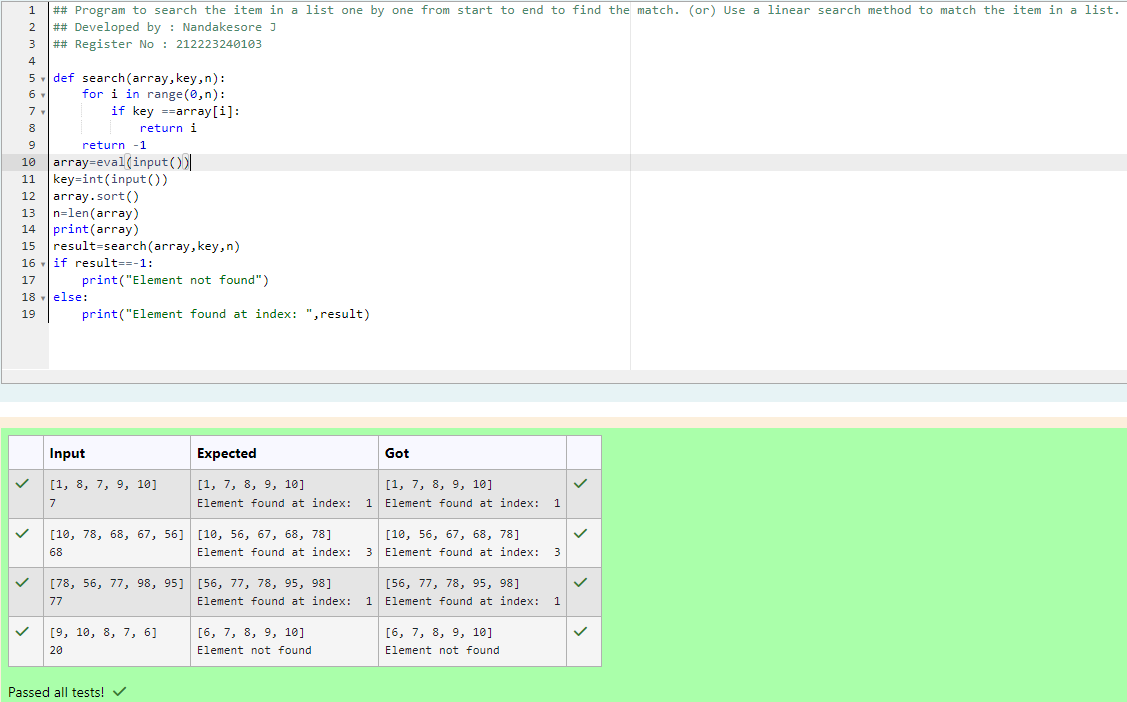 1 ## Program to search the item in a list one by one from start to end to find the match. (or) Use a linear search method to match the item in a list.
2 ## Developed by : Nandakesore J
3 ## Register No : 212223240103
4
5 def search(array,key,n):
6     for i in range(0,n):
7         if key ==array[i]:
8             return i
9     return -1
10 array=eval(input())
11 key=int(input())
12 array.sort()
13 n=len(array)
14 print(array)
15 result=search(array,key,n)
16 if result==-1:
17     print("Element not found")
18 else:
19     print("Element found at index: ",result)
Input Expected Got
[1, 8, 7, 9, 10] [1, 7, 8, 9, 10] [1, 7, 8, 9, 10]
7 Element found at index:  1 Element found at index:  1
[10, 78, 68, 67, 56] [10, 56, 67, 68, 78] [10, 56, 67, 68, 78]
68 Element found at index:  3 Element found at index:  3
[78, 56, 77, 98, 95] [56, 77, 78, 95, 98] [56, 77, 78, 95, 98]
77 Element found at index:  1 Element found at index:  1
[9, 10, 8, 7, 6] [6, 7, 8, 9, 10] [6, 7, 8, 9, 10]
20 Element not found Element not found
Passed all tests!